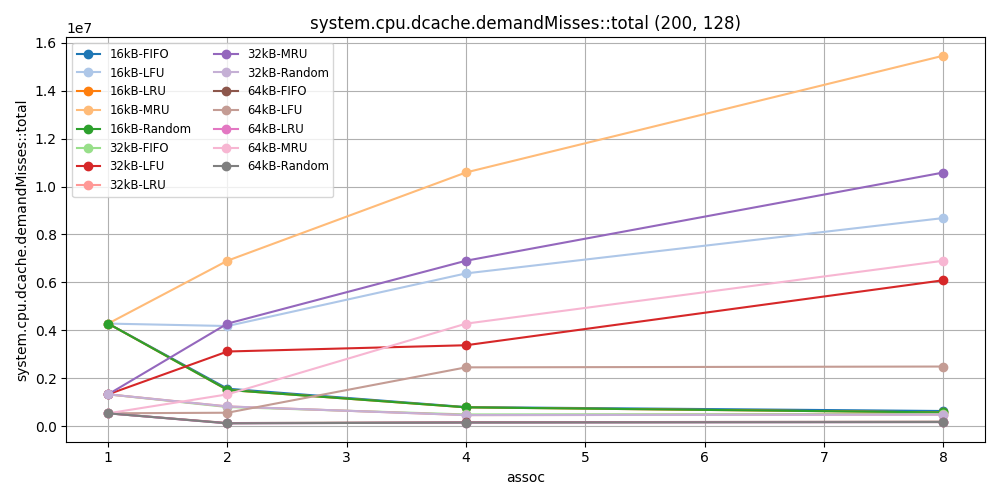 system.cpu.dcache.demandMisses::total (200, 128)
1e7
16kB-FIFO
16kB-LFU
16kB-LRU
16kB-MRU
16kB-Random
32kB-FIFO
32kB-LFU
32kB-LRU
32kB-MRU
32kB-Random
64kB-FIFO
64kB-LFU
64kB-LRU
64kB-MRU
64kB-Random
system.cpu.dcache.demandMisses::total
1.6
1.4
1.2
1.0
0.8
0.6
0.4
0.2
0.0
1 2 3 4 5 6 7 8
assoc